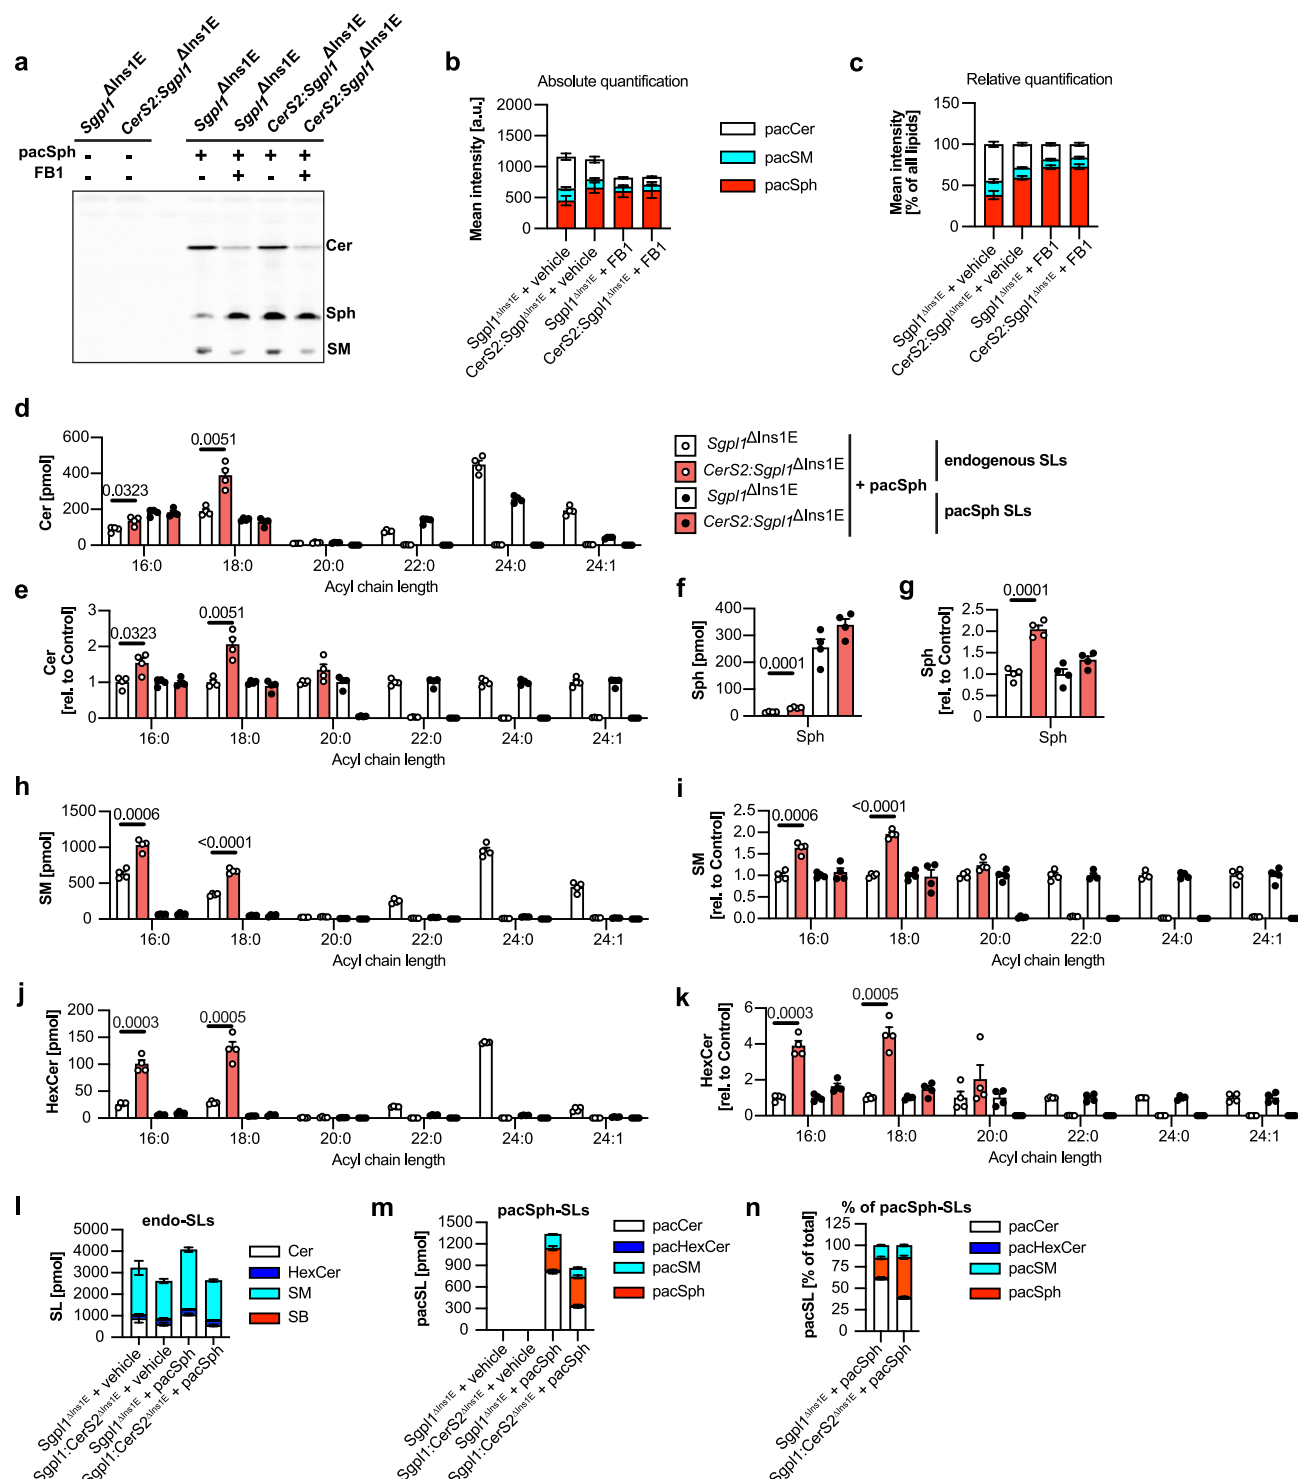 a
Sgpl1ΔIns1E
CerS2:Sgpl1ΔIns1E
Sgpl1ΔIns1E
Sgpl1ΔIns1E
CerS2:Sgpl1ΔIns1E
CerS2:Sgpl1ΔIns1E
pacSph - - + + + +
FB1 - - - + - +
Cer
Sph
SM
b
Absolute quantification
Mean intensity [a.u.]
2000
1500
1000
500
0
Sgpl1ΔIns1E + vehicle
CerS2:SgplΔIns1E + vehicle
Sgpl1ΔIns1E + FB1
CerS2:Sgpl1ΔIns1E + FB1
pacCer
pacSM
pacSph
c
Relative quantification
Mean intensity
[% of all lipids]
150
100
50
0
Sgpl1ΔIns1E + vehicle
CerS2:Sgpl1ΔIns1E + vehicle
Sgpl1ΔIns1E + FB1
CerS2:Sgpl1ΔIns1E + FB1
d
Cer [pmol]
600
400
200
0
0.0323
0.0051
16:0 18:0 20:0 22:0 24:0 24:1
Acyl chain length
Sgpl1ΔIns1E
CerS2:Sgpl1ΔIns1E
Sgpl1ΔIns1E
CerS2:Sgpl1ΔIns1E
+ pacSph
endogenous SLs
pacSph SLs
e
Cer
[rel. to Control]
3
2
1
0
0.0323
0.0051
16:0 18:0 20:0 22:0 24:0 24:1
Acyl chain length
f
Sph [pmol]
400
300
200
100
0
0.0001
Sph
g
Sph
[rel. to Control]
2.5
2.0
1.5
1.0
0.5
0
0.0001
Sph
h
SM [pmol]
1500
1000
500
0
0.0006
<0.0001
16:0 18:0 20:0 22:0 24:0 24:1
Acyl chain length
i
SM
[rel. to Control]
2.5
2.0
1.5
1.0
0.5
0.0
0.0006
<0.0001
16:0 18:0 20:0 22:0 24:0 24:1
Acyl chain length
j
HexCer [pmol]
200
150
100
50
0
0.0003
0.0005
16:0 18:0 20:0 22:0 24:0 24:1
Acyl chain length
k
HexCer
[rel. to Control]
6
4
2
0
0.0003
0.0005
16:0 18:0 20:0 22:0 24:0 24:1
Acyl chain length
l
endo-SLs
SL [pmol]
5000
4000
3000
2000
1000
0
Sgpl1ΔIns1E + vehicle
Sgpl1:CerS2ΔIns1E + vehicle
Sgpl1ΔIns1E + pacSph
Sgpl1:CerS2ΔIns1E + pacSph
Cer
HexCer
SM
SB
m
pacSph-SLs
pacSL [pmol]
1500
1200
900
600
300
0
Sgpl1ΔIns1E + vehicle
Sgpl1:CerS2ΔIns1E + vehicle
Sgpl1ΔIns1E + pacSph
Sgpl1:CerS2ΔIns1E + pacSph
pacCer
pacHexCer
pacSM
pacSph
n
% of pacSph-SLs
pacSL [% of total]
125
100
75
50
25
0
Sgpl1ΔIns1E + pacSph
Sgpl1:CerS2ΔIns1E + pacSph
pacCer
pacHexCer
pacSM
pacSph